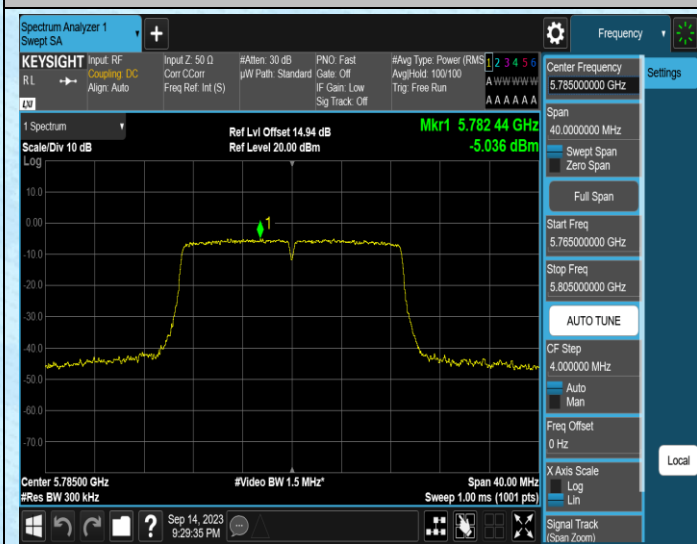 Spectrum Analyzer 1
Swept SA
Frequency
KEYSIGHT
R L
LXI
Input: RF
Coupling: DC
Align: Auto
Input Z: 50 Ω
Corr CCorr
Freq Ref: Int (S)
#Atten: 30 dB
µW Path: Standard
PNO: Fast
Gate: Off
IF Gain: Low
Sig Track: Off
#Avg Type: Power (RMS
Avg|Hold: 100/100
Trig: Free Run
1 2 3 4 5 6
A W W W W W
A A A A A A
1 Spectrum
Scale/Div 10 dB
Log
Ref Lvl Offset 14.94 dB
Ref Level 20.00 dBm
Mkr1 5.782 44 GHz
-5.036 dBm
10.0
0.00
-10.0
-20.0
-30.0
-40.0
-50.0
-60.0
-70.0
1
Center 5.78500 GHz
#Res BW 300 kHz
#Video BW 1.5 MHz*
Span 40.00 MHz
Sweep 1.00 ms (1001 pts)
Center Frequency
5.785000000 GHz
Span
40.0000000 MHz
Swept Span
Zero Span
Full Span
Start Freq
5.765000000 GHz
Stop Freq
5.805000000 GHz
AUTO TUNE
CF Step
4.000000 MHz
Auto
Man
Freq Offset
0 Hz
X Axis Scale
Log
Lin
Signal Track
(Span Zoom)
Settings
Local
?
Sep 14, 2023
9:29:35 PM